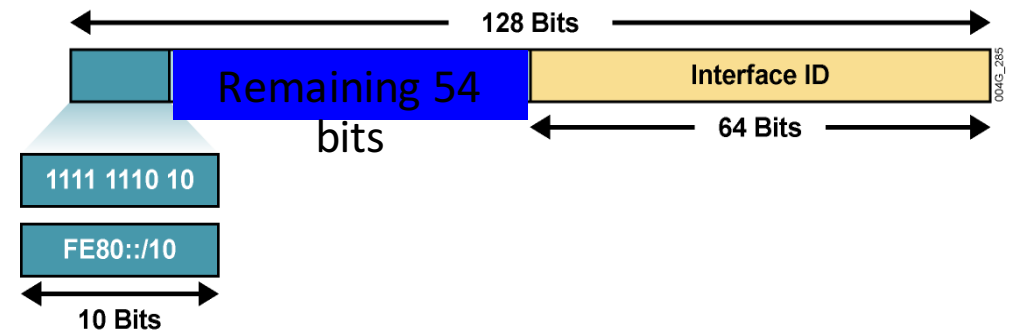 128 Bits
Remaining 54
bits
Interface ID
004G_285
64 Bits
1111 1110 10
FE80::/10
10 Bits